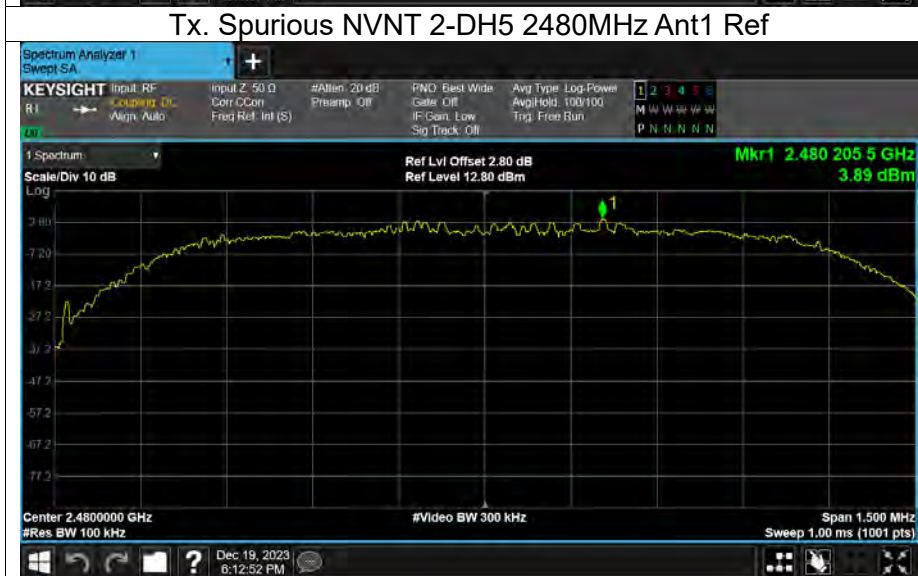 Tx. Spurious NVNT 2-DH5 2480MHz Ant1 Ref
Spectrum Analyzer 1
Swept SA
+
KEYSIGHT Input: RF Input Z: 50 Ω #Atten: 20 dB PNO: Best Wide Avg Type: Log-Power 1 2 3 4 5 6
Coupling: DC Corr CCorr Preamp: Off Gate: Off Avg|Hold: 100/100 M W W W W W
Align: Auto Freq Ref: Int (S) IF Gain: Low Trig: Free Run
Sig Track: Off P N N N N N
1 Spectrum Ref Lvl Offset 2.80 dB Mkr1 2.480 205 5 GHz
Scale/Div 10 dB Ref Level 12.80 dBm 3.89 dBm
Log
1
2.80
-7.20
-17.2
-27.2
-37.2
-47.2
-57.2
-67.2
-77.2
Center 2.4800000 GHz #Video BW 300 kHz Span 1.500 MHz
#Res BW 100 kHz Sweep 1.00 ms (1001 pts)
? Dec 19, 2023
6:12:52 PM